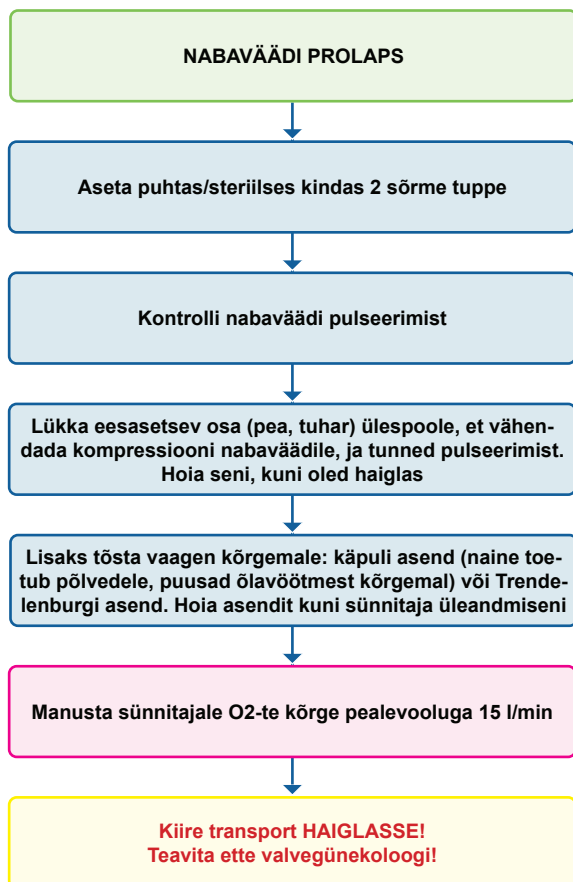 NABAVÄÄDI PROLAPS
Aseta puhtas/steriilses kindas 2 sõrme tuppe
Kontrolli nabaväädi pulseerimist
Lükka eesasetsev osa (pea, tuhar) ülespoole, et vähen-
dada kompressiooni nabaväädile, ja tunned pulseerimist.
Hoia seni, kuni oled haiglas
Lisaks tõsta vaagen kõrgemale: käpuli asend (naine toe-
tub põlvedele, puusad õlavöötmest kõrgemal) või Trende-
lenburgi asend. Hoia asendit kuni sünnitaja üleandmiseni
Manusta sünnitajale O2-te kõrge pealevooluga 15 l/min
Kiire transport HAIGLASSE!
Teavita ette valvegünekoloogi!